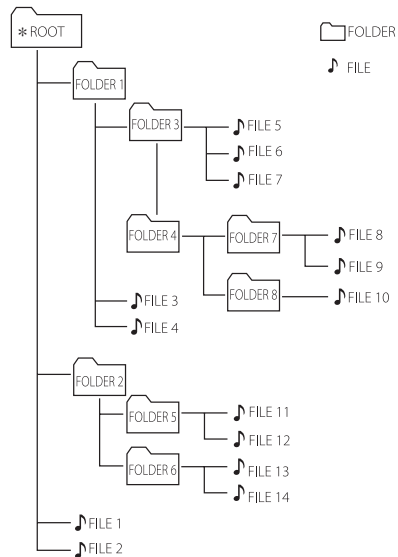 * ROOT
FOLDER
FILE
FOLDER 1
FOLDER 3
FILE 5
FILE 6
FILE 7
FOLDER 4
FOLDER 7
FILE 8
FILE 9
FOLDER 8
FILE 10
FILE 3
FILE 4
FOLDER 2
FOLDER 5
FILE 11
FILE 12
FOLDER 6
FILE 13
FILE 14
FILE 1
FILE 2